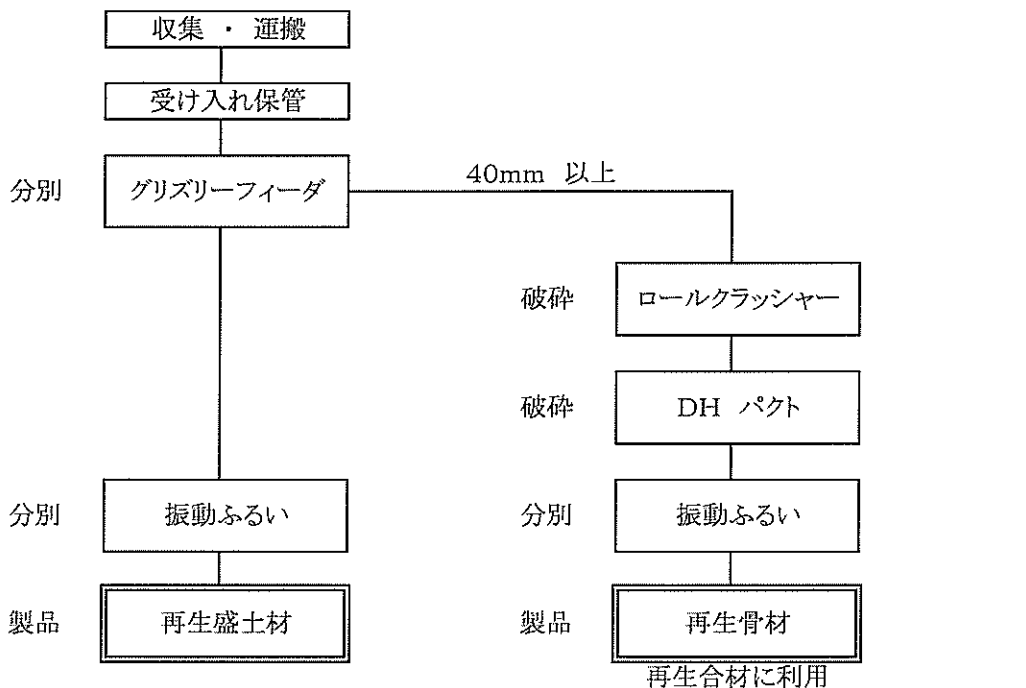 収集 ・ 運搬
受け入れ保管
分別 グリズリーフィーダ 40mm 以上
破砕 ロールクラッシャー
破砕 DH パクト
分別 振動ふるい 分別 振動ふるい
製品 再生盛土材 製品 再生骨材
再生合材に利用